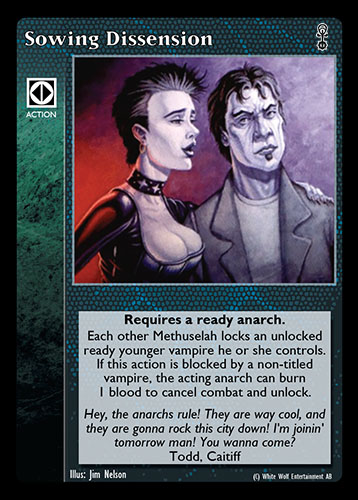 Sowing Dissension
ACTION
Requires a ready anarch.
Each other Methuselah locks an unlocked
ready younger vampire he or she controls.
If this action is blocked by a non-titled
vampire, the acting anarch can burn
1 blood to cancel combat and unlock.
Hey, the anarchs rule! They are way cool, and
they are gonna rock this city down! I'm joinin'
tomorrow man! You wanna come?
Todd, Caitiff
Illus: Jim Nelson
(C) White Wolf Entertainment AB